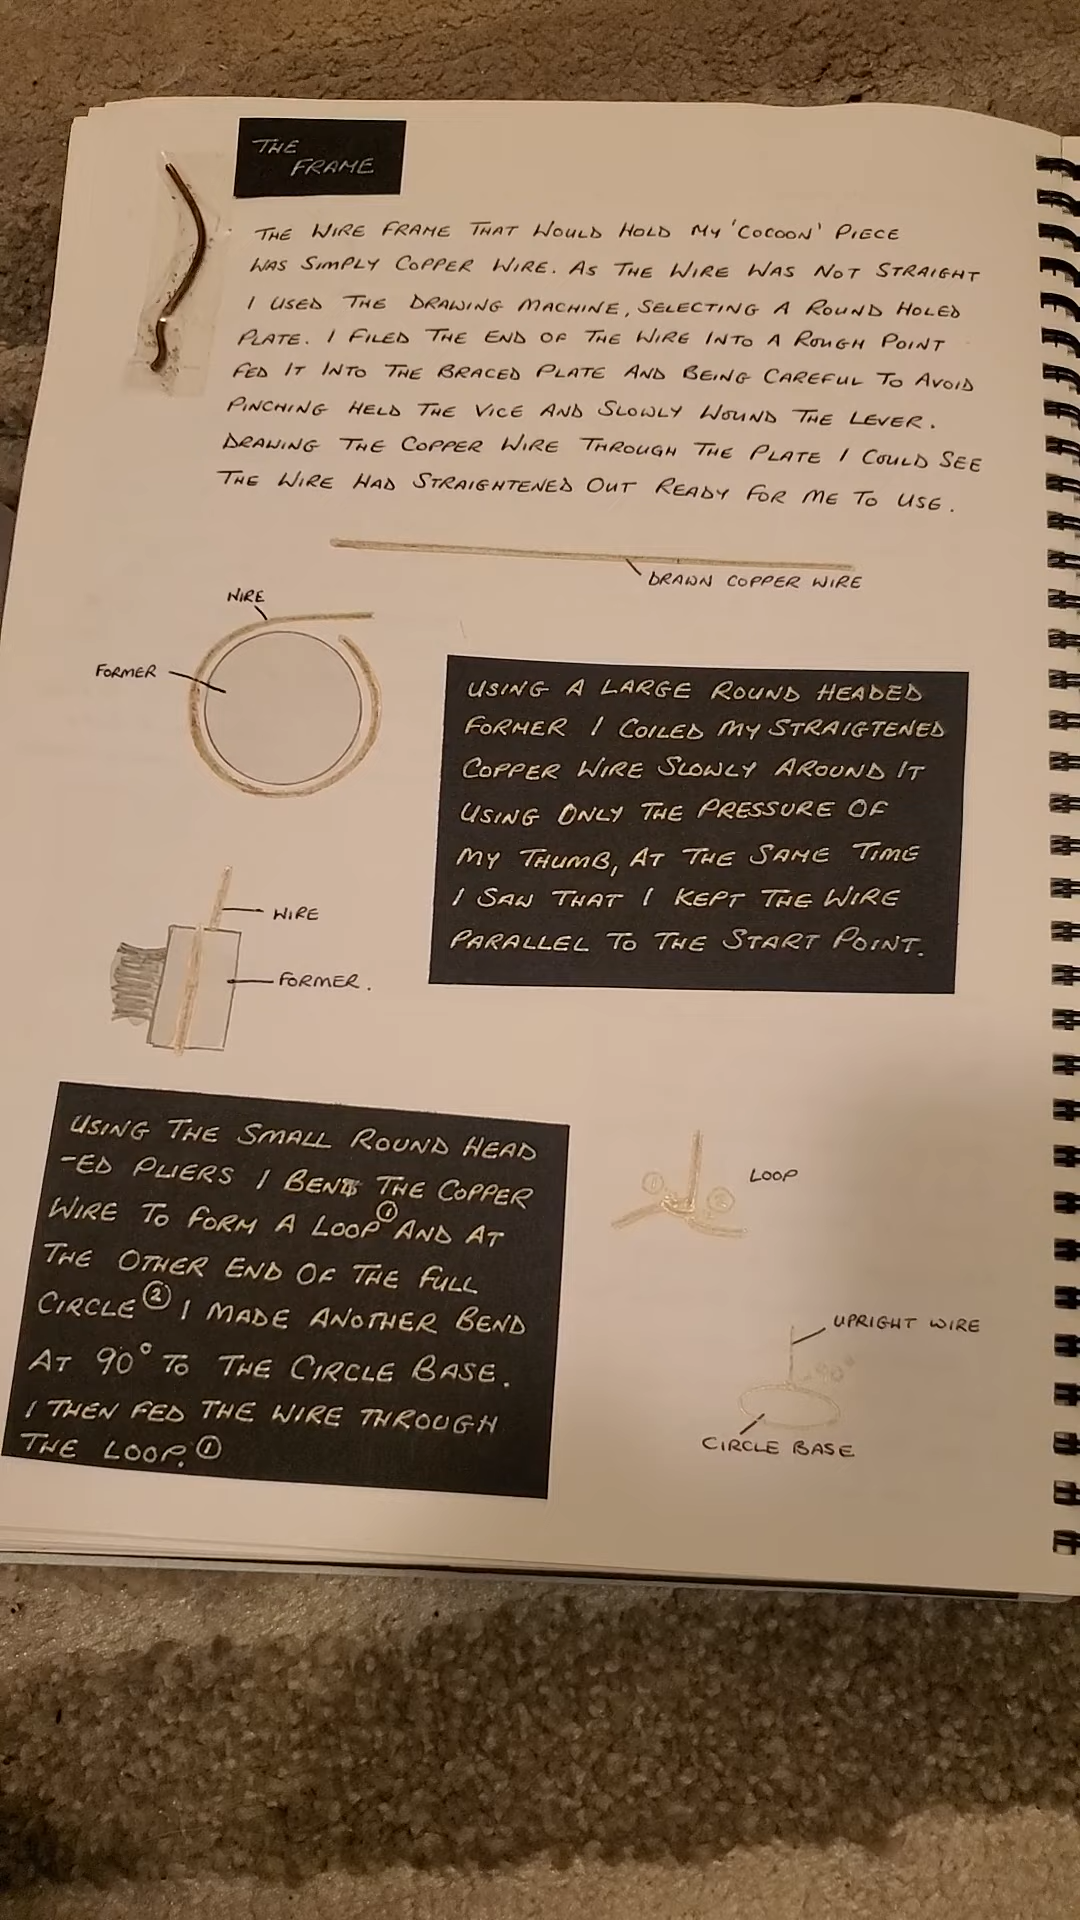 THE
FRAME
THE WIRE FRAME THAT WOULD HOLD MY 'COCOON' PIECE
WAS SIMPLY COPPER WIRE. AS THE WIRE WAS NOT STRAIGHT
I USED THE DRAWING MACHINE, SELECTING A ROUND HOLED
PLATE. I FILED THE END OF THE WIRE INTO A ROUGH POINT
FED IT INTO THE BRACED PLATE AND BEING CAREFUL TO AVOID
PINCHING HELD THE VICE AND SLOWLY WOUND THE LEVER.
DRAWING THE COPPER WIRE THROUGH THE PLATE I COULD SEE
THE WIRE HAD STRAIGHTENED OUT READY FOR ME TO USE.
DRAWN COPPER WIRE
WIRE
FORMER
USING A LARGE ROUND HEADED
FORMER I COILED MY STRAIGTENED
COPPER WIRE SLOWLY AROUND IT
USING ONLY THE PRESSURE OF
MY THUMB, AT THE SAME TIME
I SAW THAT I KEPT THE WIRE
PARALLEL TO THE START POINT.
WIRE
FORMER.
USING THE SMALL ROUND HEAD
-ED PLIERS I BENT THE COPPER
WIRE TO FORM A LOOP① AND AT
THE OTHER END OF THE FULL
CIRCLE② I MADE ANOTHER BEND
AT 90° TO THE CIRCLE BASE.
I THEN FED THE WIRE THROUGH
THE LOOP.①
① ② LOOP
UPRIGHT WIRE
90°
CIRCLE BASE